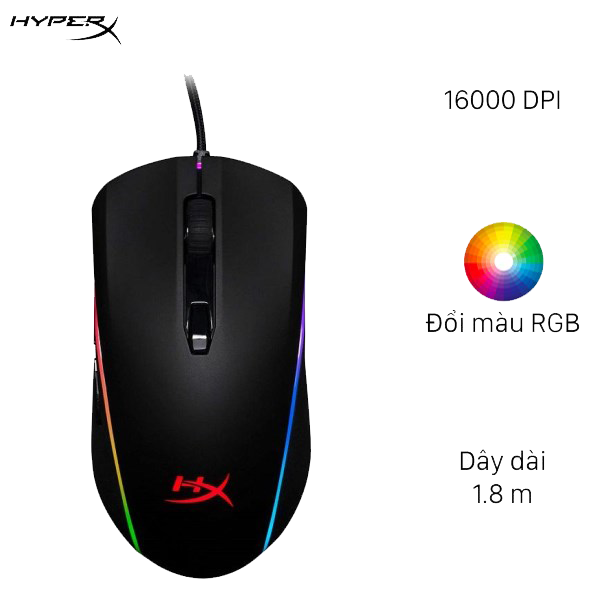 HYPERX
16000 DPI
Đổi màu RGB
Dây dài
1.8 m
HX